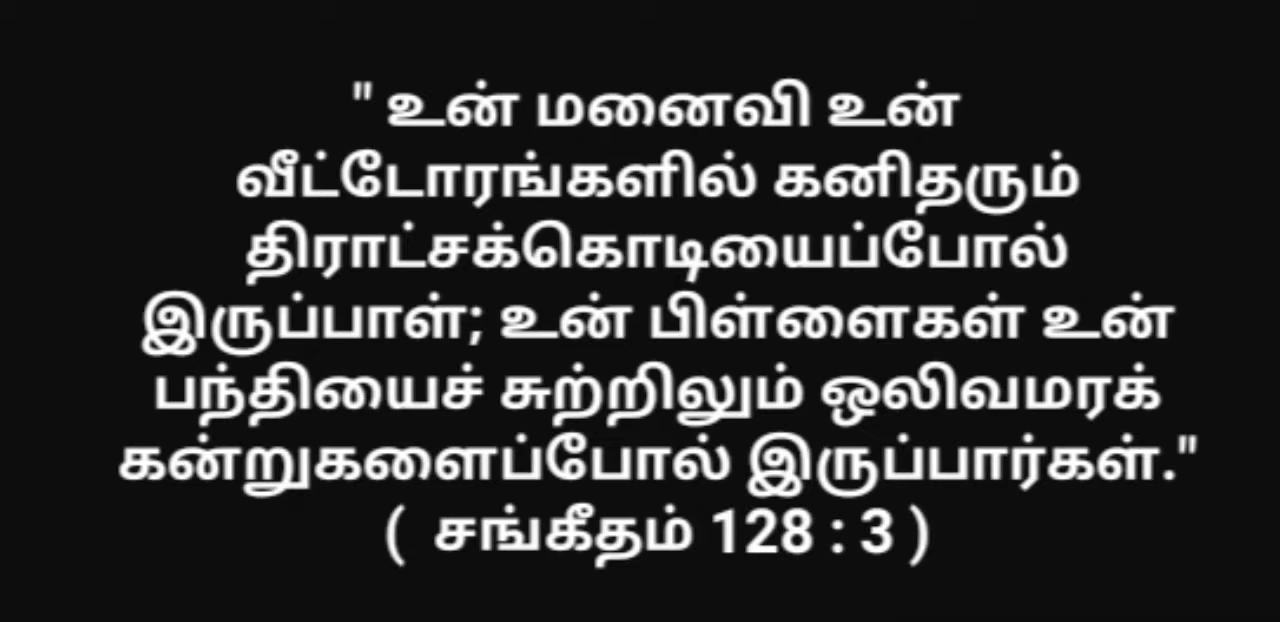 " உன் மனைவி உன்
வீட்டோரங்களில் கனிதரும்
திராட்சக்கொடியைப்போல்
இருப்பாள்; உன் பிள்ளைகள் உன்
பந்தியைச் சுற்றிலும் ஒலிவமரக்
கன்றுகளைப்போல் இருப்பார்கள்."
( சங்கீதம் 128 : 3 )